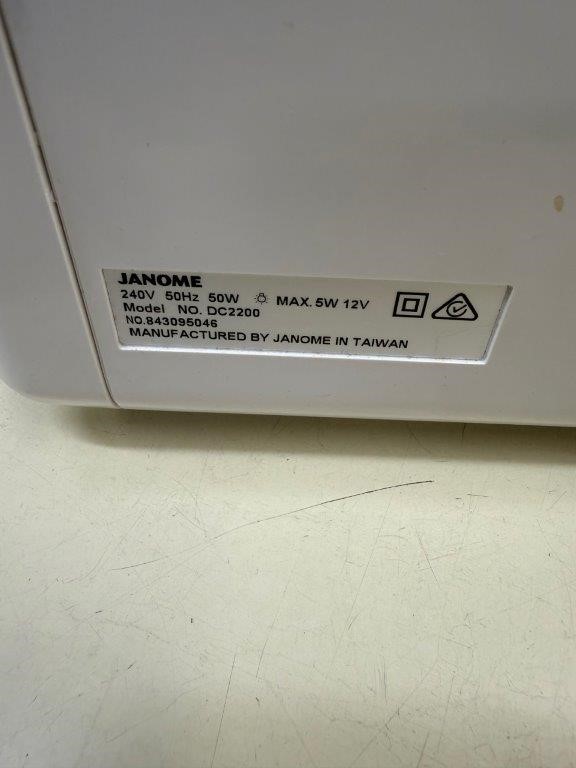 JANOME
240V 50Hz 50W MAX. 5W 12V
Model NO. DC2200
NO.843095046
MANUFACTURED BY JANOME IN TAIWAN